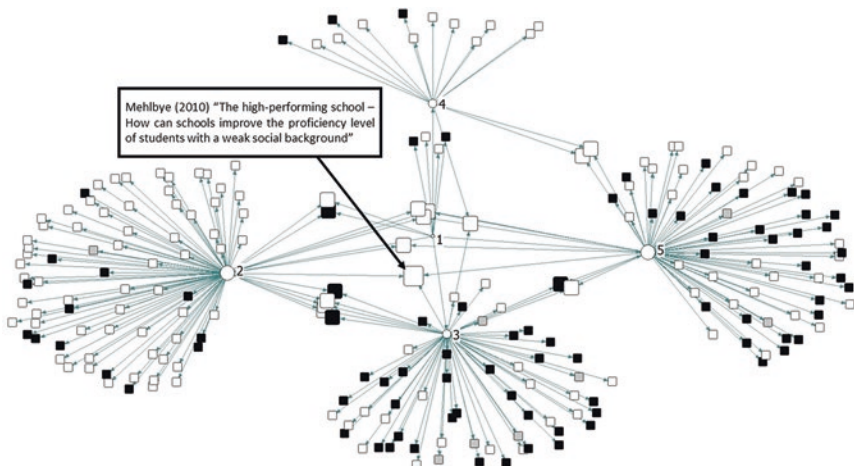 Mehlbye (2010) “The high-performing school –
How can schools improve the proficiency level
of students with a weak social background”
4
1
2
5
3